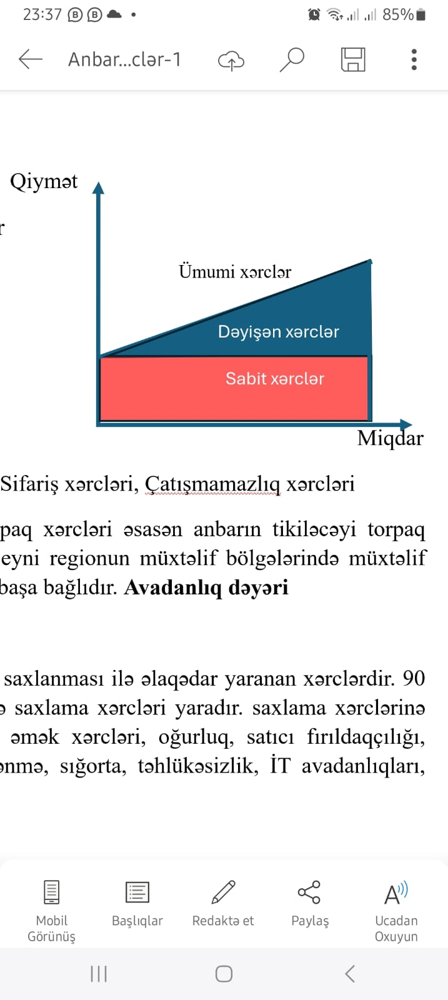 23:37 85%
Anbar...clər-1
Qiymət
r
Ümumi xərclər
Dəyişən xərclər
Sabit xərclər
Miqdar
Sifariş xərcləri, Çatışmamazlıq xərcləri
paq xərcləri əsasən anbarın tikiləcəyi torpaq
eyni regionun müxtəlif bölgələrində müxtəlif
başa bağlıdır. Avadanlıq dəyəri
saxlanması ilə əlaqədar yaranan xərclərdir. 90
ə saxlama xərcləri yaradır. saxlama xərclərinə
əmək xərcləri, oğurluq, satıcı fırıldaqçılığı,
ənmə, sığorta, təhlükəsizlik, İT avadanlıqları,
Mobil Görünüş
Başlıqlar
Redaktə et
Paylaş
Ucadan Oxuyun